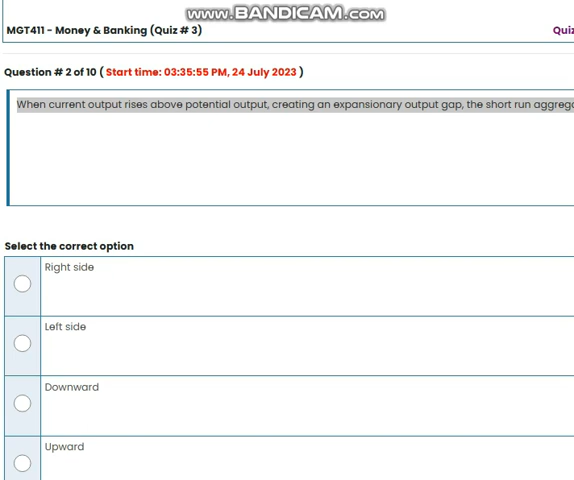 www.BANDICAM.com
MGT411 - Money & Banking (Quiz # 3)
Quiz
Question # 2 of 10 ( Start time: 03:35:55 PM, 24 July 2023 )
When current output rises above potential output, creating an expansionary output gap, the short run aggrega
Select the correct option
Right side
Left side
Downward
Upward